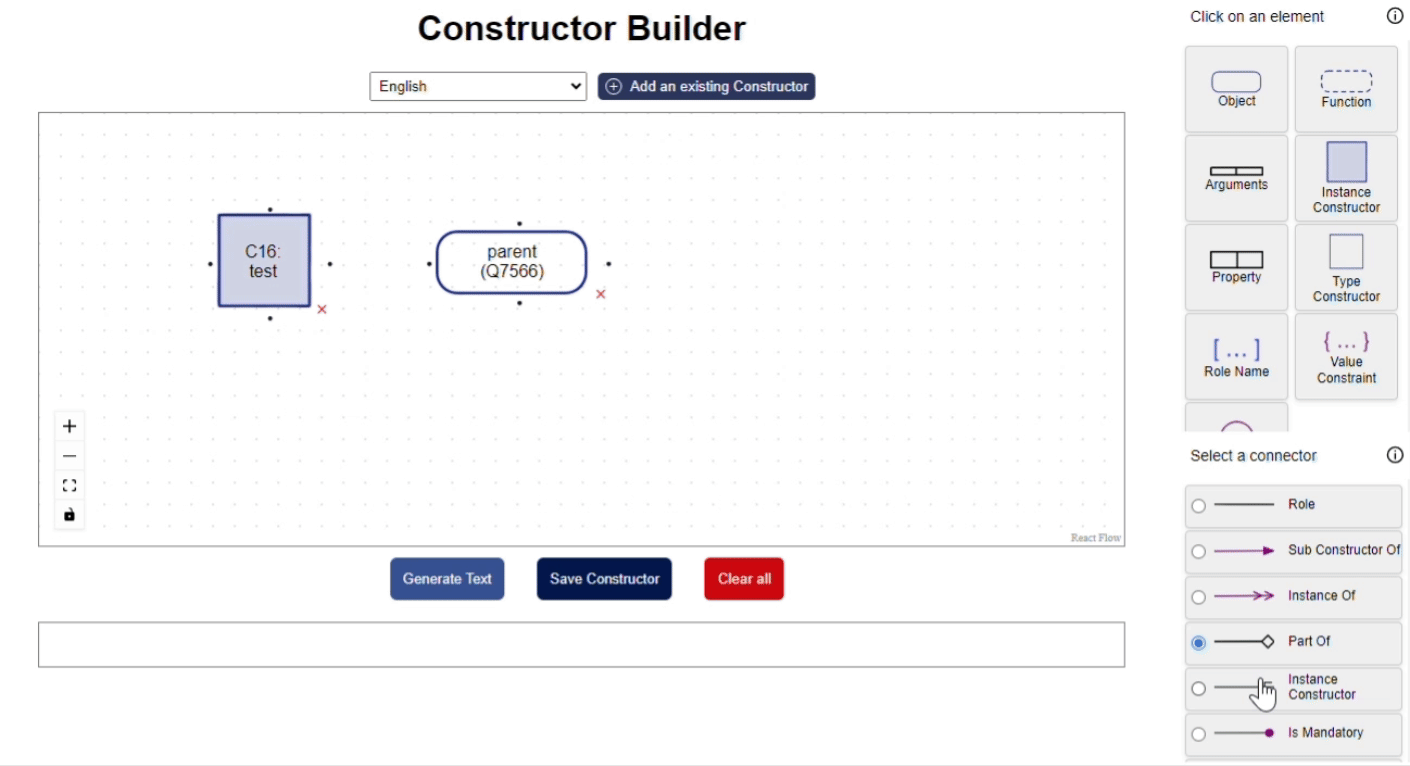 Constructor Builder
Click on an element
English
Add an existing Constructor
Object
Function
Arguments
Instance
Constructor
Property
Type
Constructor
[ ... ]
Role Name
{ ... }
Value
Constraint
C16:
test
parent
(Q7566)
React Flow
Generate Text
Save Constructor
Clear all
Select a connector
Role
Sub Constructor Of
Instance Of
Part Of
Instance
Constructor
Is Mandatory